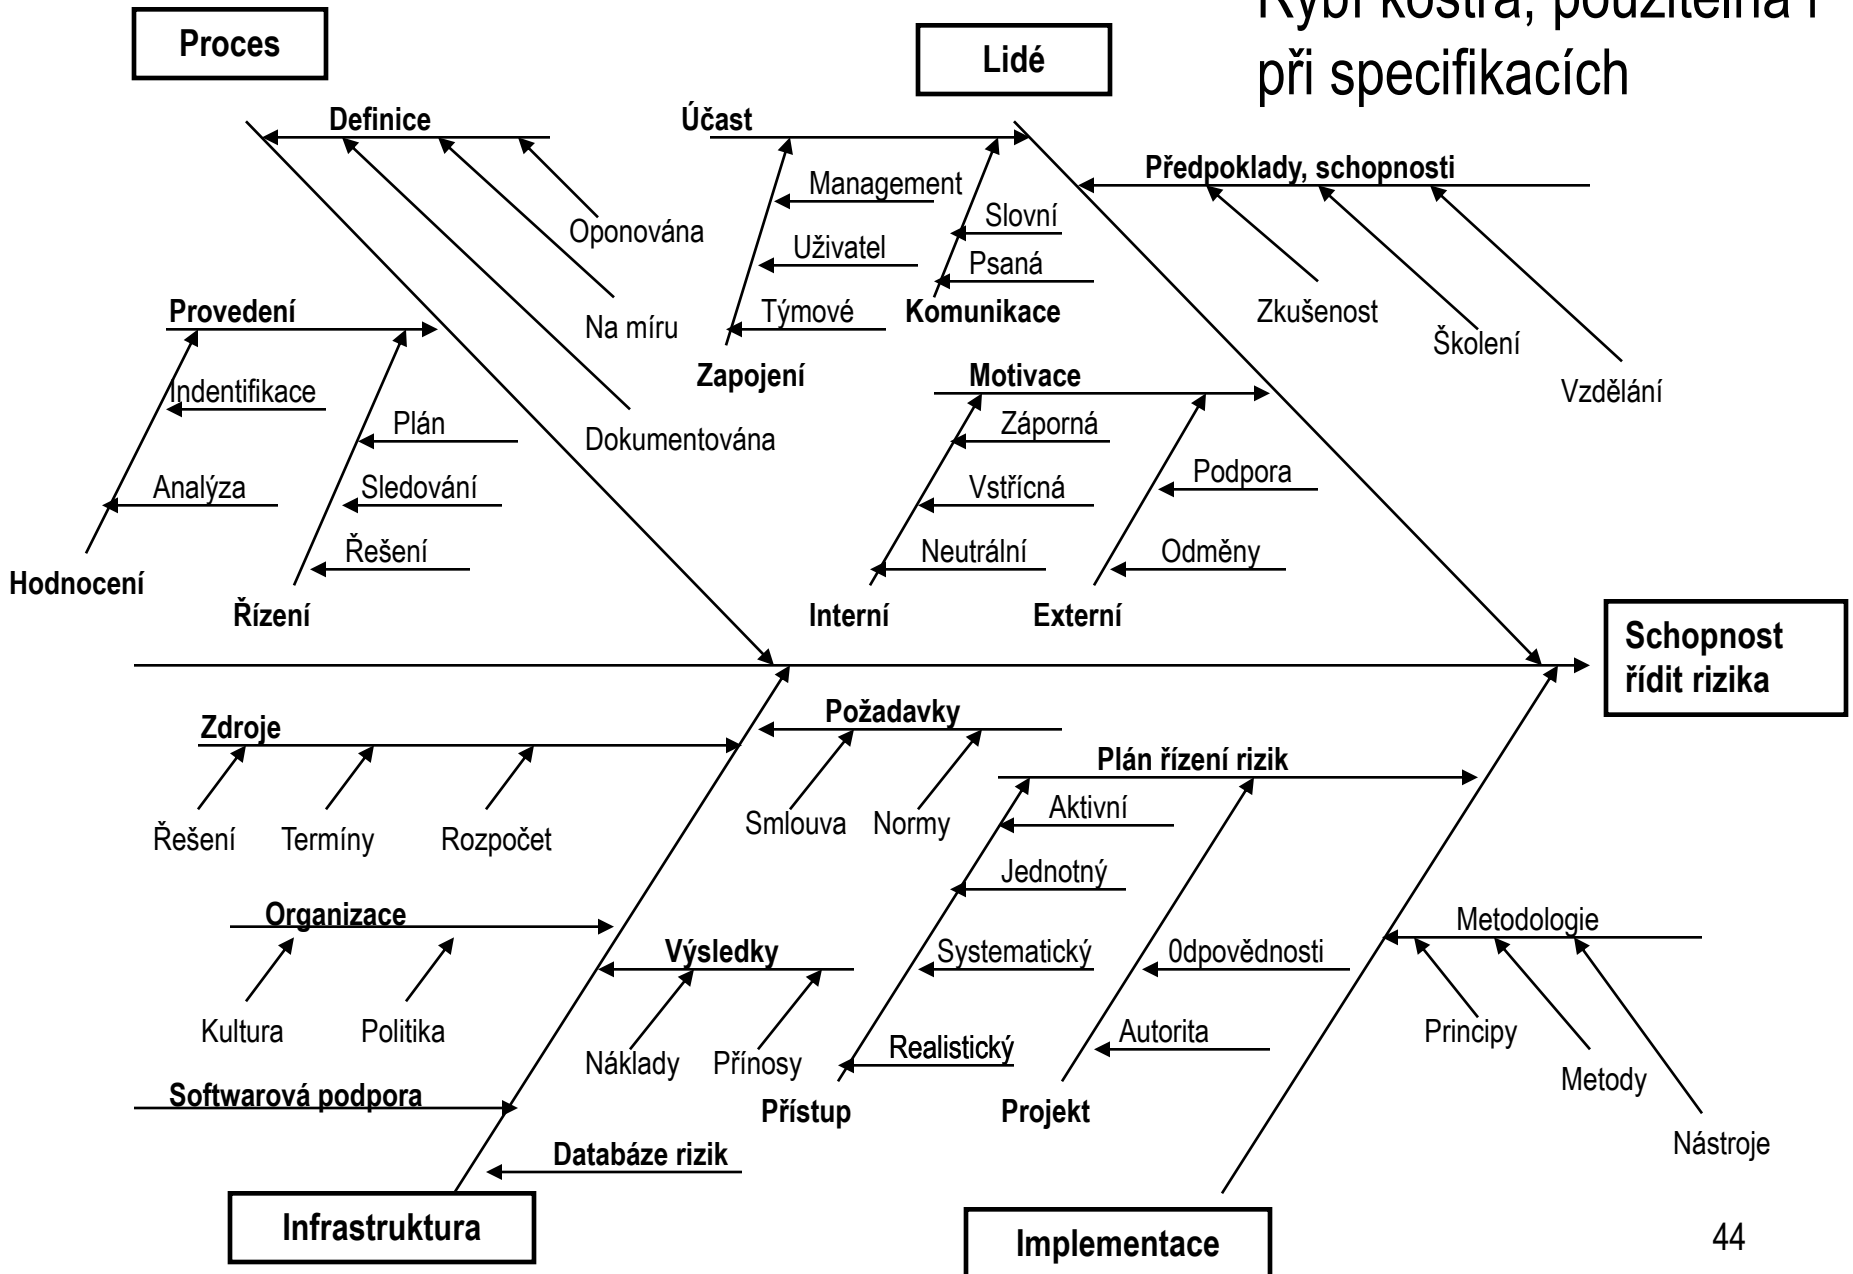 Rybí kostra, použitelná i
při specifikacích
Proces
Lidé
Definice
Účast
Předpoklady, schopnosti
Management
Slovní
Oponována
Uživatel
Psaná
Provedení
Na míru
Týmové
Komunikace
Zkušenost
Školení
Zapojení
Motivace
Vzdělání
Indentifikace
Plán
Dokumentována
Záporná
Podpora
Analýza
Sledování
Vstřícná
Řešení
Neutrální
Odměny
Hodnocení
Řízení
Interní
Externí
Schopnost
řídit rizika
Zdroje
Požadavky
Plán řízení rizik
Aktivní
Řešení
Termíny
Rozpočet
Smlouva
Normy
Jednotný
Organizace
Metodologie
Výsledky
Systematický
0dpovědnosti
Kultura
Politika
Náklady
Přínosy
Realistický
Autorita
Principy
Metody
Softwarová podpora
Přístup
Projekt
Nástroje
Databáze rizik
Infrastruktura
Implementace
44